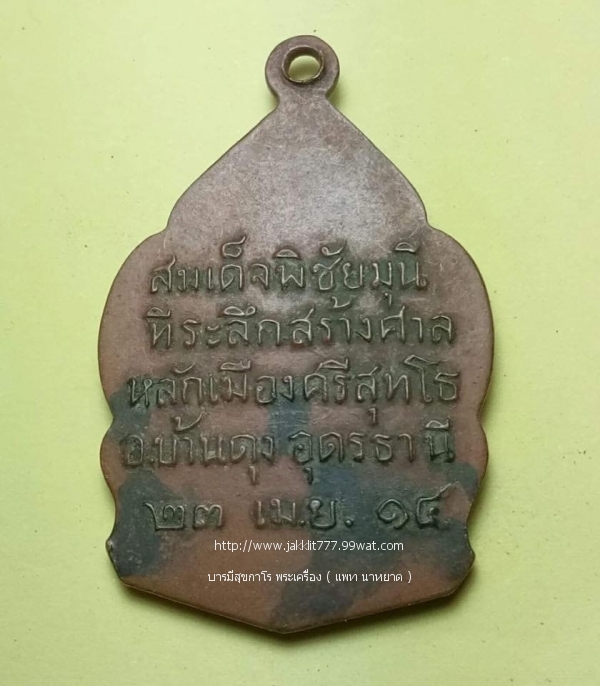 สมเด็จพิชัยมุนี
ที่ระลึกสร้างศาล
หลักเมืองศรีสุทโธ
อ.บ้านดุง อุดรธานี
๒๓ เม.ย. ๑๔
http://www.jakklit777.99wat.com
บารมีสุขกาโร พระเครื่อง ( แพท นาหยาด )